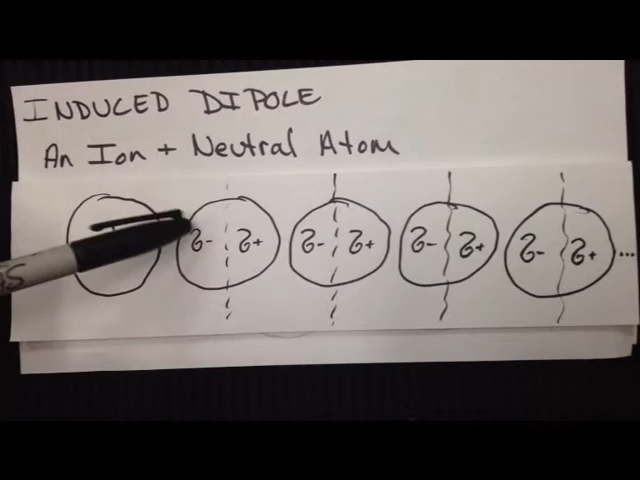 INDUCED DIPOLE
An Ion + Neutral Atom
δ- δ+ δ- δ+ δ- δ+ δ- δ+ ...